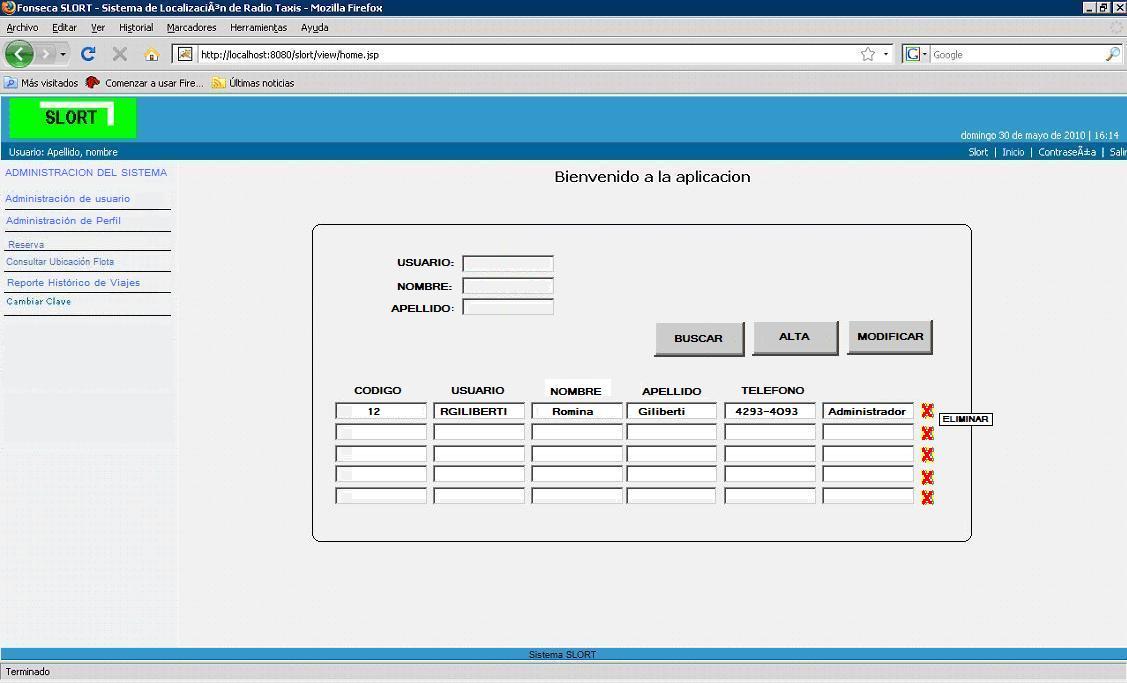 Fonseca SLORT - Sistema de LocalizaciÃ³n de Radio Taxis - Mozilla Firefox
Archivo Editar Ver Historial Marcadores Herramientas Ayuda
http://localhost:8080/slort/view/home.jsp
G Google
Más visitados Comenzar a usar Fire... Últimas noticias
SLORT
domingo 30 de mayo de 2010 | 16:14
Usuario: Apellido, nombre
Slort | Inicio | ContraseÃ±a | Salir
ADMINISTRACION DEL SISTEMA
Administración de usuario
Administración de Perfil
Reserva
Consultar Ubicación Flota
Reporte Histórico de Viajes
Cambiar Clave
Bienvenido a la aplicacion
USUARIO:
NOMBRE:
APELLIDO:
BUSCAR ALTA MODIFICAR
CODIGO USUARIO NOMBRE APELLIDO TELEFONO
12 RGILIBERTI Romina Giliberti 4293-4093 Administrador X
ELIMINAR
X
X
X
X
Sistema SLORT
Terminado